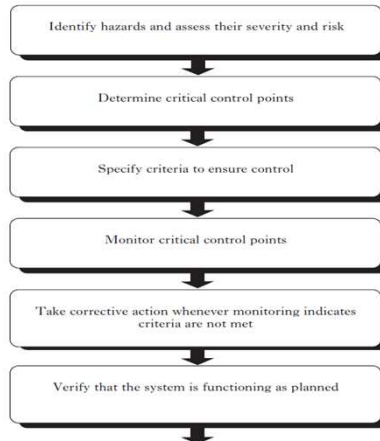 Identify hazards and assess their severity and risk
Determine critical control points
Specify criteria to ensure control
Monitor critical control points
Take corrective action whenever monitoring indicates
criteria are not met
Verify that the system is functioning as planned